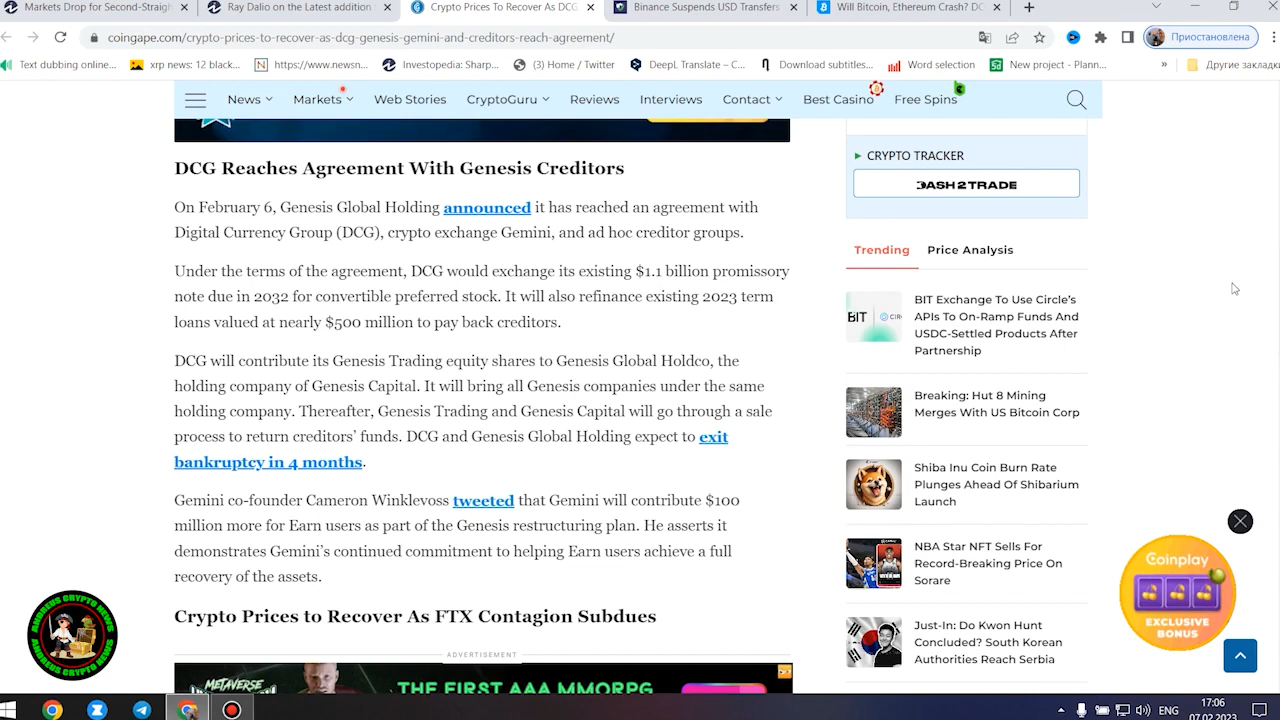 Markets Drop for Second-Straigh
Ray Dalio on the Latest addition
Crypto Prices To Recover As DCG
Binance Suspends USD Transfers
Will Bitcoin, Ethereum Crash? DC
coingape.com/crypto-prices-to-recover-as-dcg-genesis-gemini-and-creditors-reach-agreement/
Приостановлена
Text dubbing online...
xrp news: 12 black...
https://www.newsn...
Investopedia: Sharp...
(3) Home / Twitter
DeepL Translate – C...
Download subtitles...
Word selection
New project - Plann...
»
Другие закладки
News
Markets
Web Stories
CryptoGuru
Reviews
Interviews
Contact
Best Casino
Free Spins
DCG Reaches Agreement With Genesis Creditors
On February 6, Genesis Global Holding announced it has reached an agreement with
Digital Currency Group (DCG), crypto exchange Gemini, and ad hoc creditor groups.
Under the terms of the agreement, DCG would exchange its existing $1.1 billion promissory
note due in 2032 for convertible preferred stock. It will also refinance existing 2023 term
loans valued at nearly $500 million to pay back creditors.
DCG will contribute its Genesis Trading equity shares to Genesis Global Holdco, the
holding company of Genesis Capital. It will bring all Genesis companies under the same
holding company. Thereafter, Genesis Trading and Genesis Capital will go through a sale
process to return creditors' funds. DCG and Genesis Global Holding expect to exit
bankruptcy in 4 months.
Gemini co-founder Cameron Winklevoss tweeted that Gemini will contribute $100
million more for Earn users as part of the Genesis restructuring plan. He asserts it
demonstrates Gemini's continued commitment to helping Earn users achieve a full
recovery of the assets.
Crypto Prices to Recover As FTX Contagion Subdues
ADVERTISEMENT
METAVERSE
THE FIRST AAA MMORPG
CRYPTO TRACKER
DASH 2 TRADE
Trending
Price Analysis
BIT
BIT Exchange To Use Circle's
APIs To On-Ramp Funds And
USDC-Settled Products After
Partnership
Breaking: Hut 8 Mining
Merges With US Bitcoin Corp
Shiba Inu Coin Burn Rate
Plunges Ahead Of Shibarium
Launch
NBA Star NFT Sells For
Record-Breaking Price On
Sorare
Just-In: Do Kwon Hunt
Concluded? South Korean
Authorities Reach Serbia
Coinplay
EXCLUSIVE
BONUS
ANDREUS CRYPTO NEWS
ANDREUS CRYPTO NEWS
ENG
17:06
07.02.2023